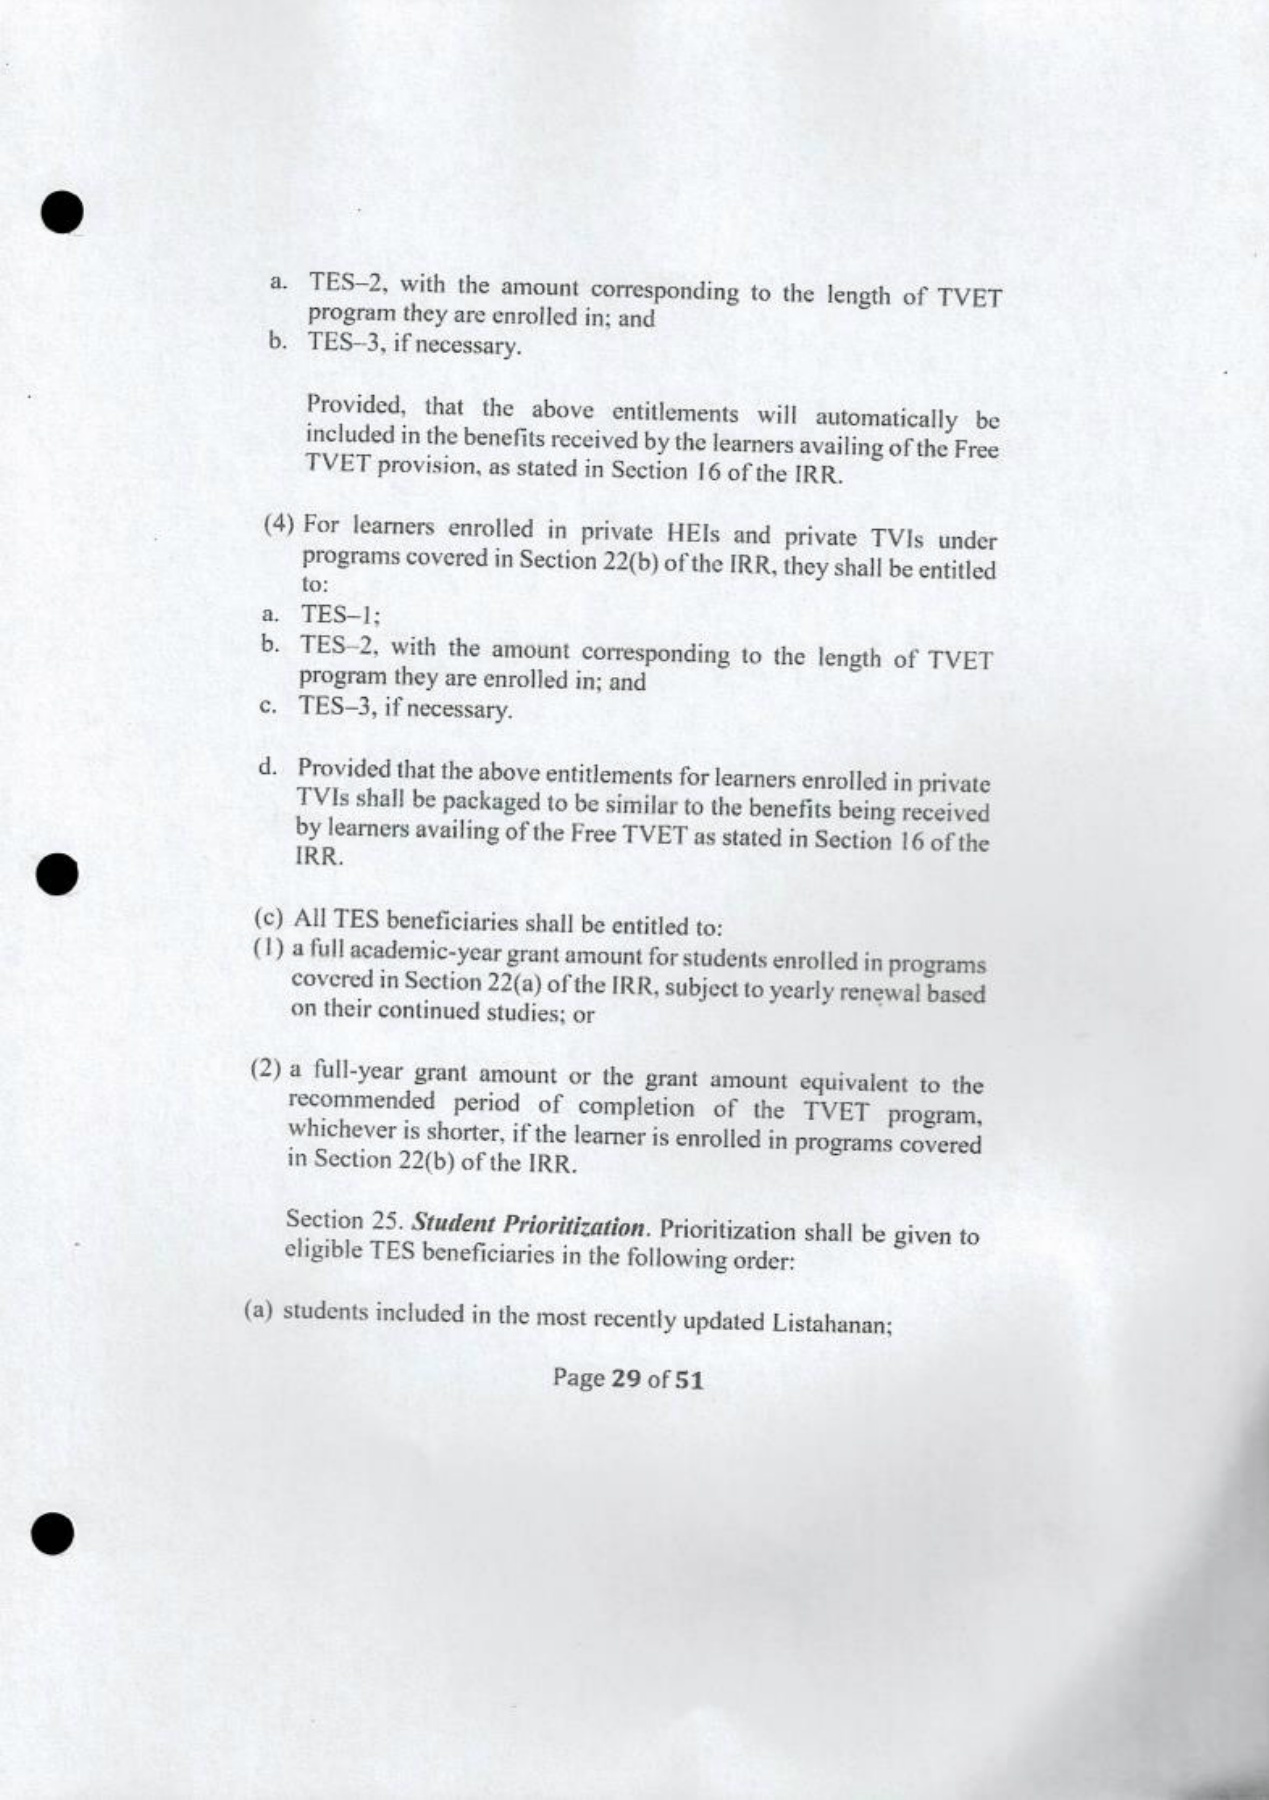 a. TES–2, with the amount corresponding to the length of TVET
program they are enrolled in; and
b. TES–3, if necessary.
Provided, that the above entitlements will automatically be
included in the benefits received by the learners availing of the Free
TVET provision, as stated in Section 16 of the IRR.
(4) For learners enrolled in private HEIs and private TVIs under
programs covered in Section 22(b) of the IRR, they shall be entitled
to:
a. TES–1;
b. TES–2, with the amount corresponding to the length of TVET
program they are enrolled in; and
c. TES–3, if necessary.
d. Provided that the above entitlements for learners enrolled in private
TVIs shall be packaged to be similar to the benefits being received
by learners availing of the Free TVET as stated in Section 16 of the
IRR.
(c) All TES beneficiaries shall be entitled to:
(1) a full academic-year grant amount for students enrolled in programs
covered in Section 22(a) of the IRR, subject to yearly renewal based
on their continued studies; or
(2) a full-year grant amount or the grant amount equivalent to the
recommended period of completion of the TVET program,
whichever is shorter, if the learner is enrolled in programs covered
in Section 22(b) of the IRR.
Section 25. Student Prioritization. Prioritization shall be given to
eligible TES beneficiaries in the following order:
(a) students included in the most recently updated Listahanan;
Page 29 of 51